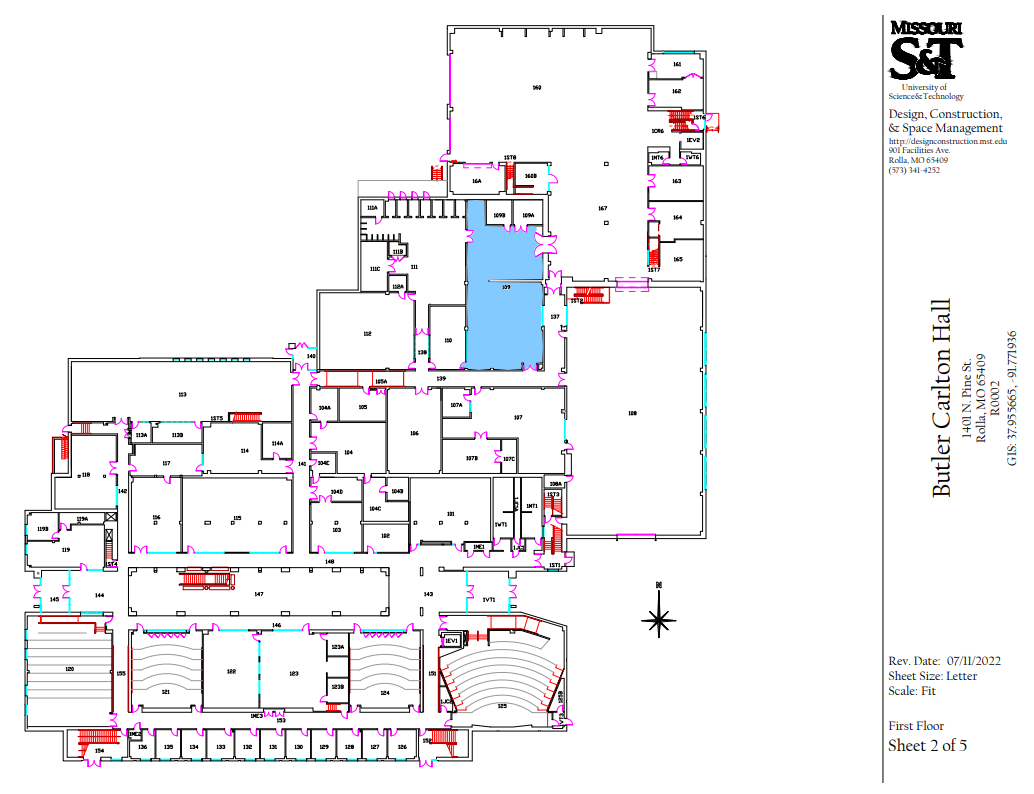 MISSOURI
S&T
University of
Science&Technology
Design, Construction,
& Space Management
http://designconstruction.mst.edu
901 Facilities Ave.
Rolla, MO 65409
(573) 341-4252
Butler Carlton Hall
1401 N. Pine St.
Rolla, MO 65409
R0002
GIS: 37.955665, -91.771936
Rev. Date: 07/11/2022
Sheet Size: Letter
Scale: Fit
First Floor
Sheet 2 of 5
160
161
162
1ST6
1CR6
1EV2
1NT6
1WT6
1ST8
16A
160B
163
167
164
165
1ST7
111A
109B
109A
111B
111
111C
112A
109
1ST2
137
112
110
138
140
139
105A
108
113
104A
105
107A
107
106
1ST5
113A
113B
114
114A
104
107B
107C
117
104E
141
118
142
104D
104B
108A
104C
1ST3
116
115
101
1MT1
1WT1
103
102
119A
119B
119
1ME1
1JC1
1ST4
148
1ST1
145
144
147
143
1VT1
146
1EV1
123A
120
155
121
122
123
123B
124
151
125
1ME3
153
1ME2
154
136
135
134
133
132
131
130
129
128
127
126
152